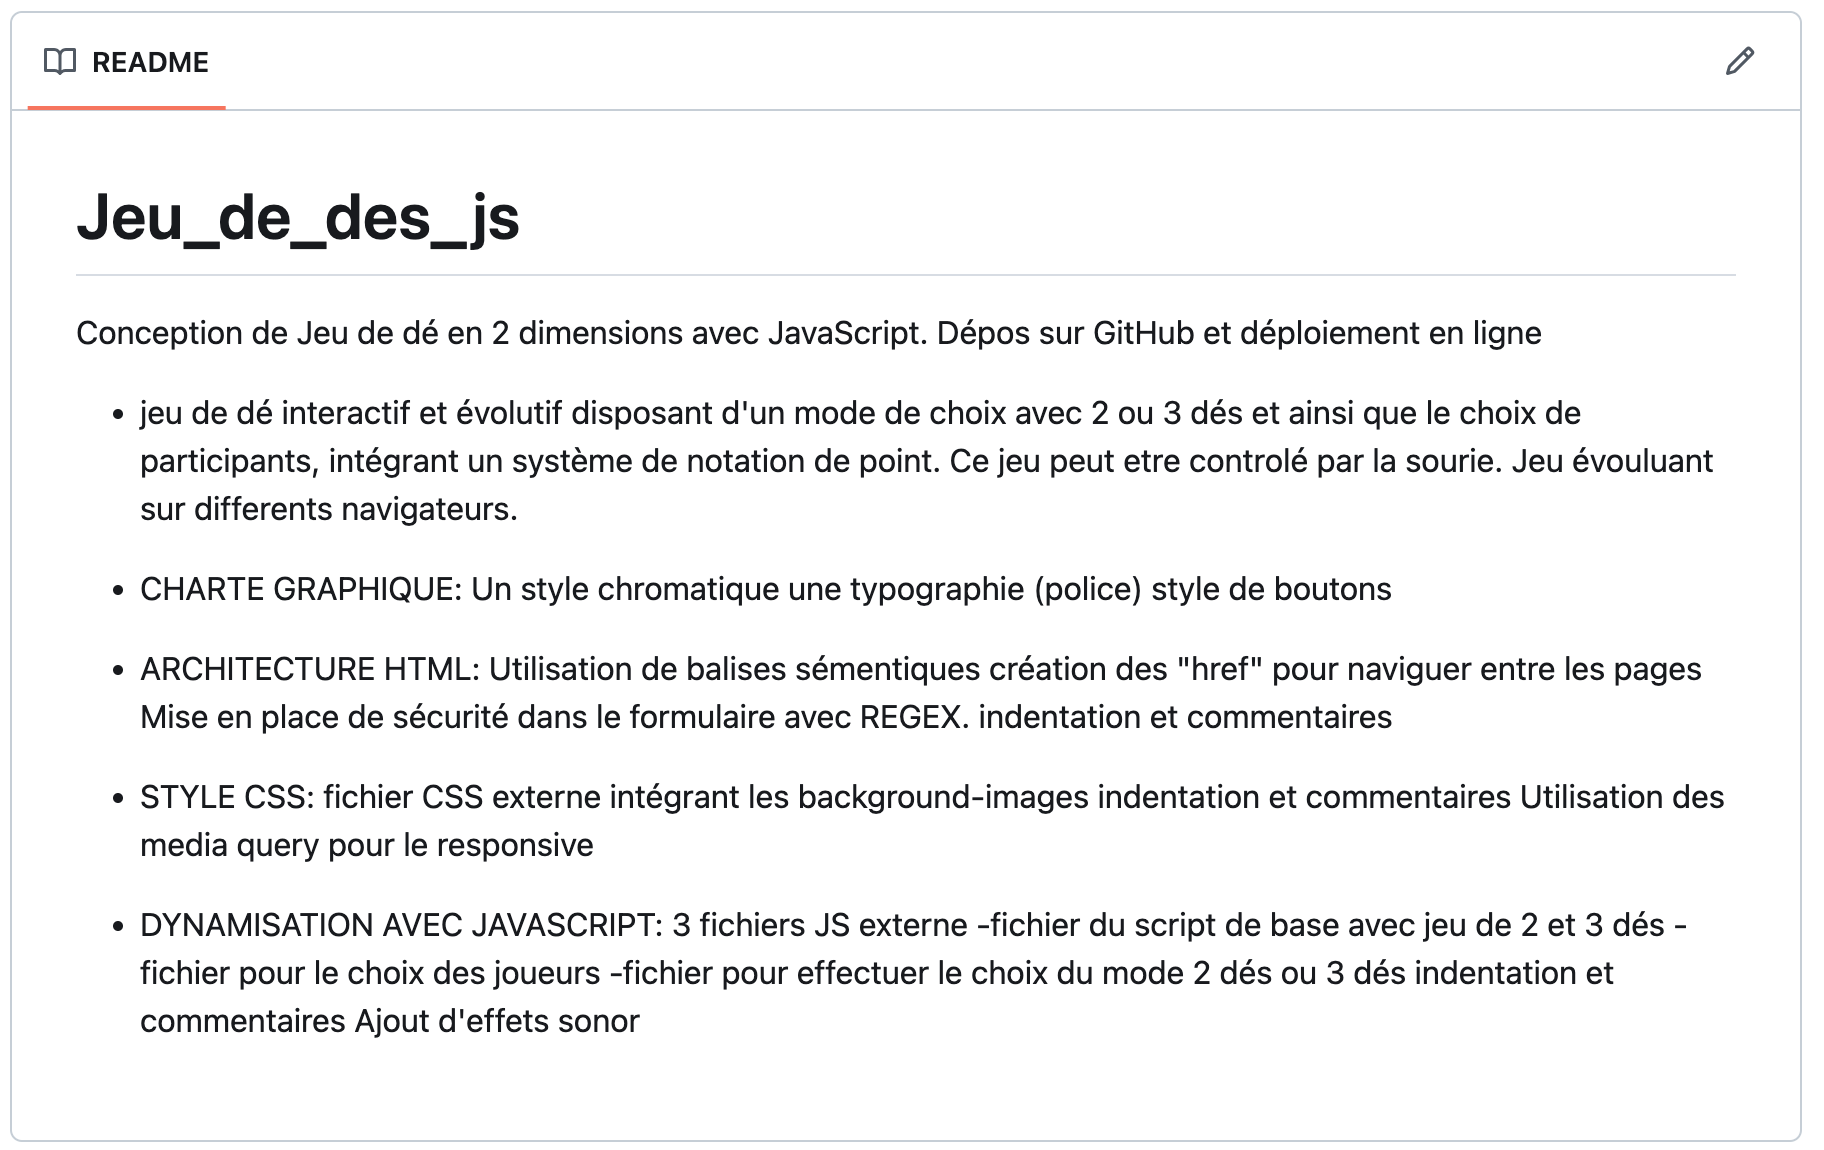 README
Jeu_de_des_js
Conception de Jeu de dé en 2 dimensions avec JavaScript. Dépos sur GitHub et déploiement en ligne
• jeu de dé interactif et évolutif disposant d'un mode de choix avec 2 ou 3 dés et ainsi que le choix de
participants, intégrant un système de notation de point. Ce jeu peut etre controlé par la sourie. Jeu évouluant
sur differents navigateurs.
• CHARTE GRAPHIQUE: Un style chromatique une typographie (police) style de boutons
• ARCHITECTURE HTML: Utilisation de balises sémentiques création des "href" pour naviguer entre les pages
Mise en place de sécurité dans le formulaire avec REGEX. indentation et commentaires
• STYLE CSS: fichier CSS externe intégrant les background-images indentation et commentaires Utilisation des
media query pour le responsive
• DYNAMISATION AVEC JAVASCRIPT: 3 fichiers JS externe -fichier du script de base avec jeu de 2 et 3 dés -
fichier pour le choix des joueurs -fichier pour effectuer le choix du mode 2 dés ou 3 dés indentation et
commentaires Ajout d'effets sonor